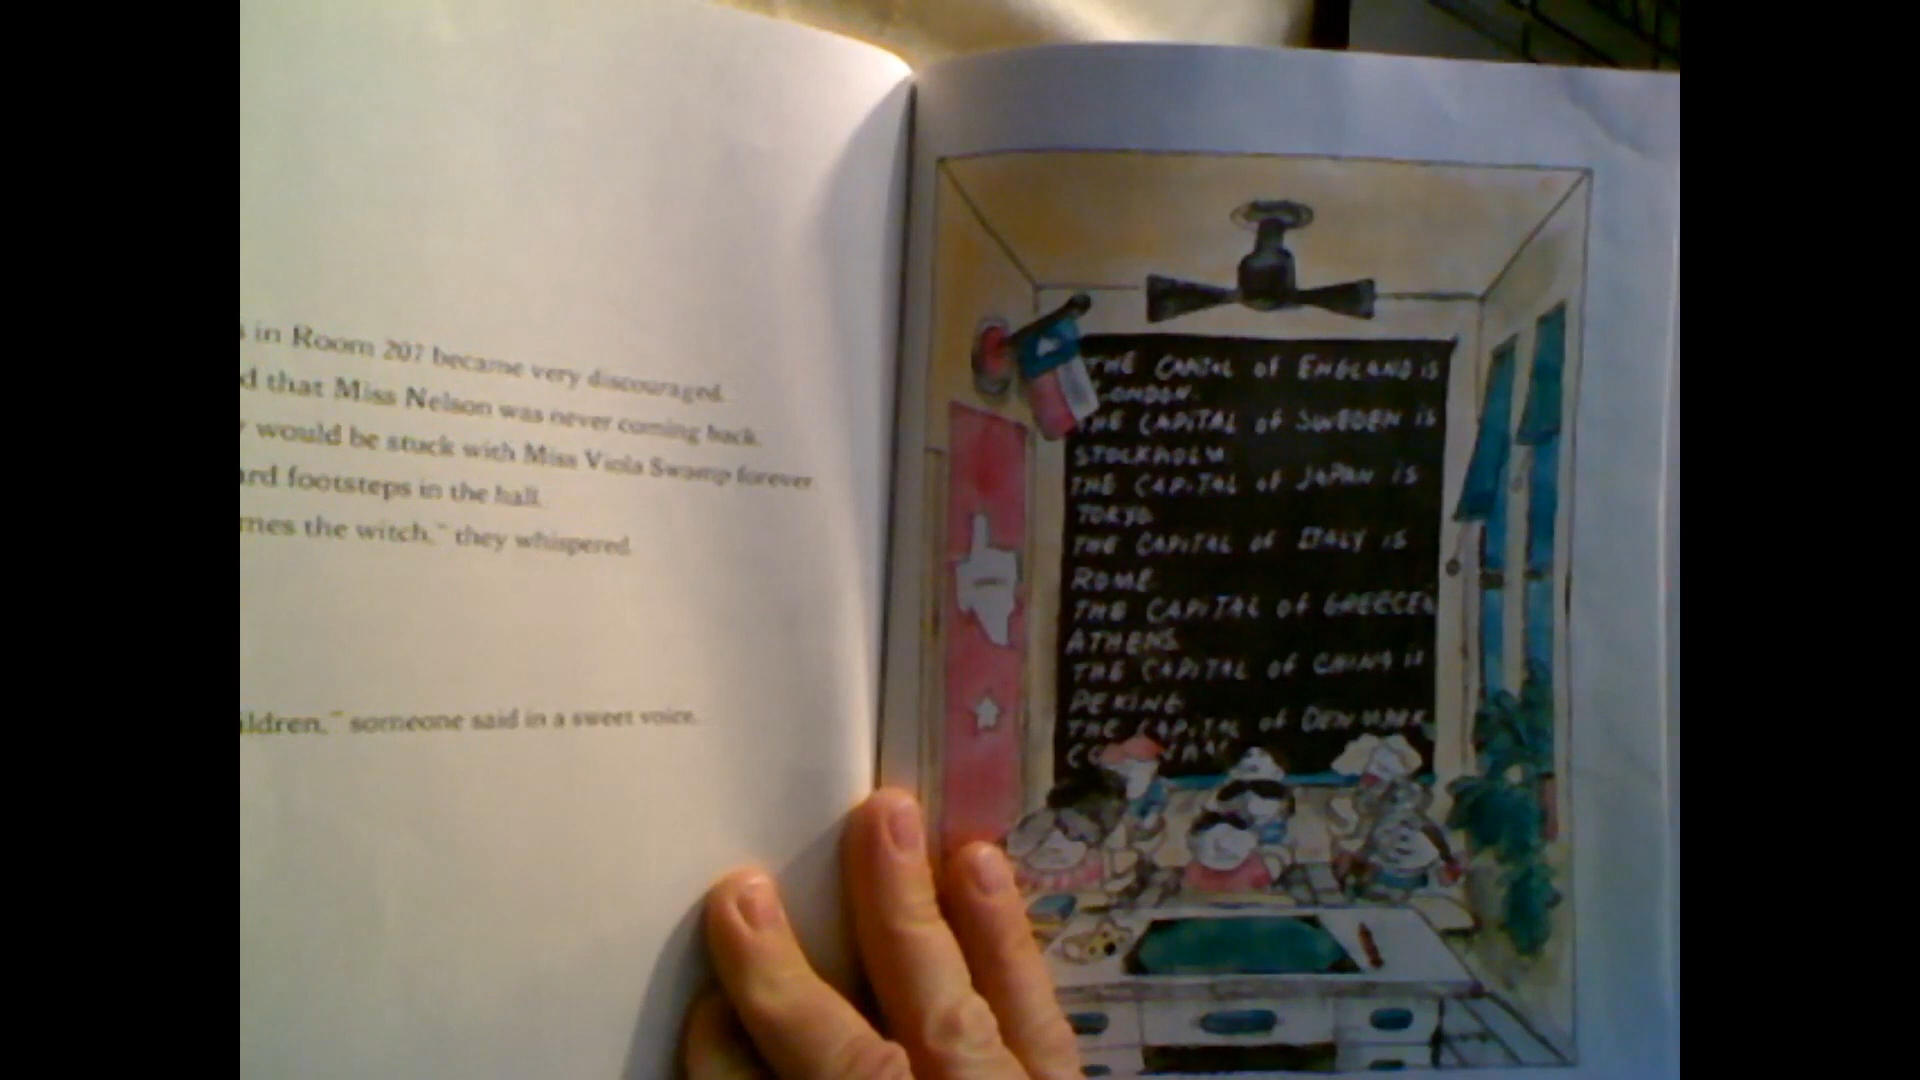 in Room 207 became very discouraged.
d that Miss Nelson was never coming back.
would be stuck with Miss Viola Swamp forever.
ard footsteps in the hall.
mes the witch," they whispered.
ildren," someone said in a sweet voice.
THE CAPITAL OF ENGLAND IS
LONDON.
THE CAPITAL OF SWEDEN IS
STOCKHOLM
THE CAPITAL OF JAPAN IS
TOKYO
THE CAPITAL OF ITALY IS
ROME
THE CAPITAL OF GREECE IS
ATHENS
THE CAPITAL OF CHINA IS
PEKING
THE CAPITAL OF DENMARK